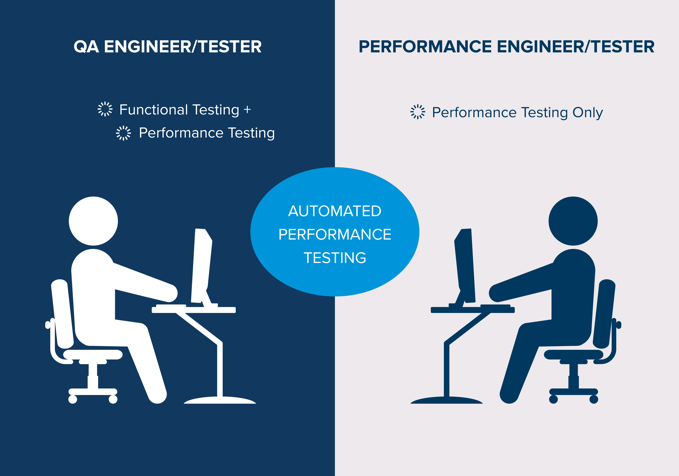 QA ENGINEER/TESTER
Functional Testing +
Performance Testing
PERFORMANCE ENGINEER/TESTER
Performance Testing Only
AUTOMATED
PERFORMANCE
TESTING